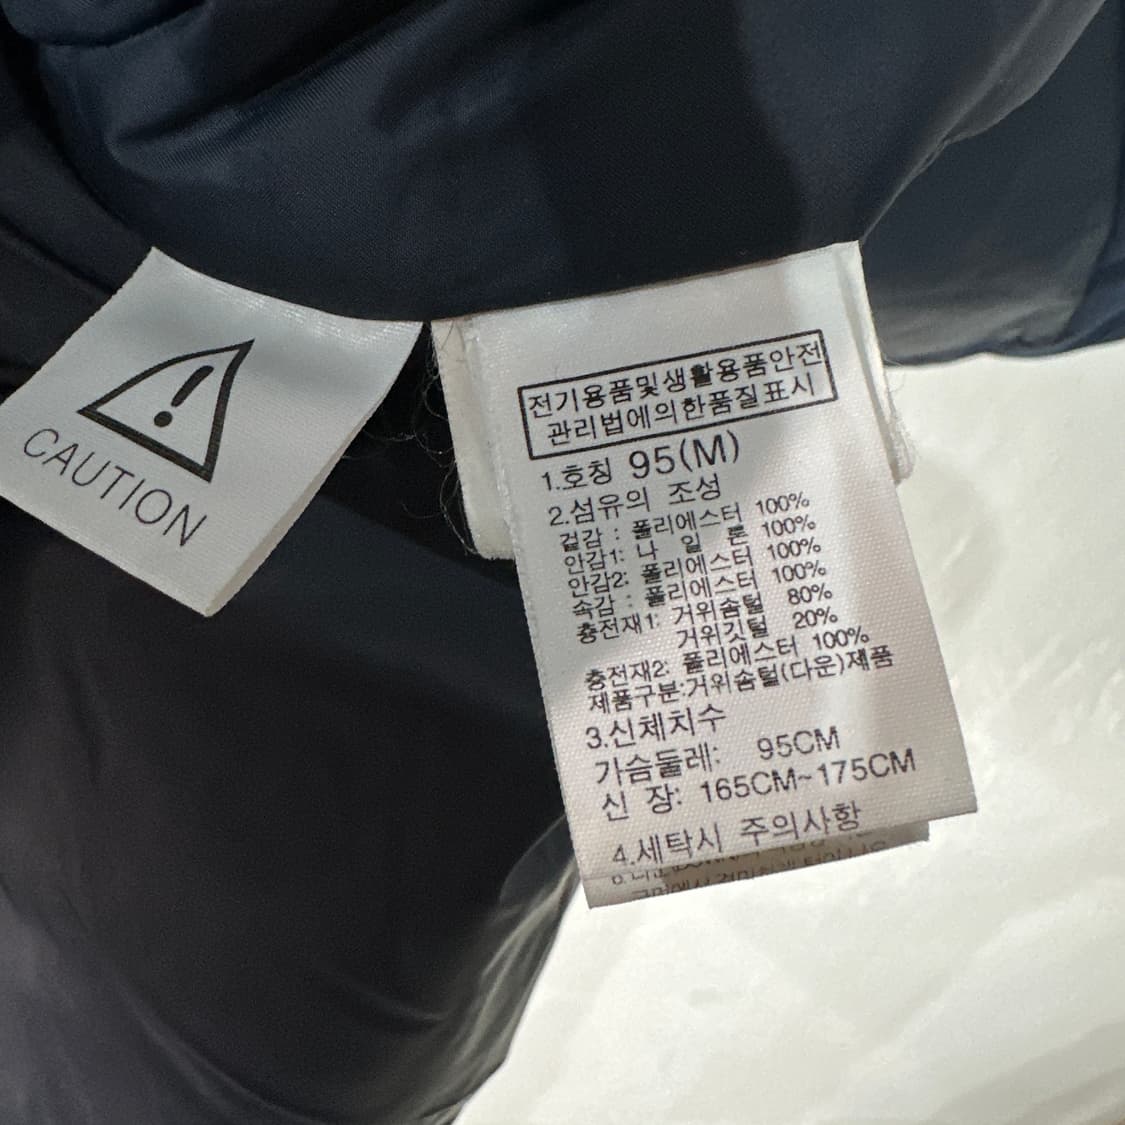 CAUTION
전기용품및생활용품안전
관리법에의한품질표시
1.호칭 95(M)
2.섬유의 조성
겉감 : 폴리에스터 100%
안감1: 나 일 론 100%
안감2: 폴리에스터 100%
속감 : 폴리에스터 100%
충전재1: 거위솜털 80%
거위깃털 20%
충전재2: 폴리에스터 100%
제품구분:거위솜털(다운)제품
3.신체치수
가슴둘레: 95CM
신 장: 165CM~175CM
4.세탁시 주의사항